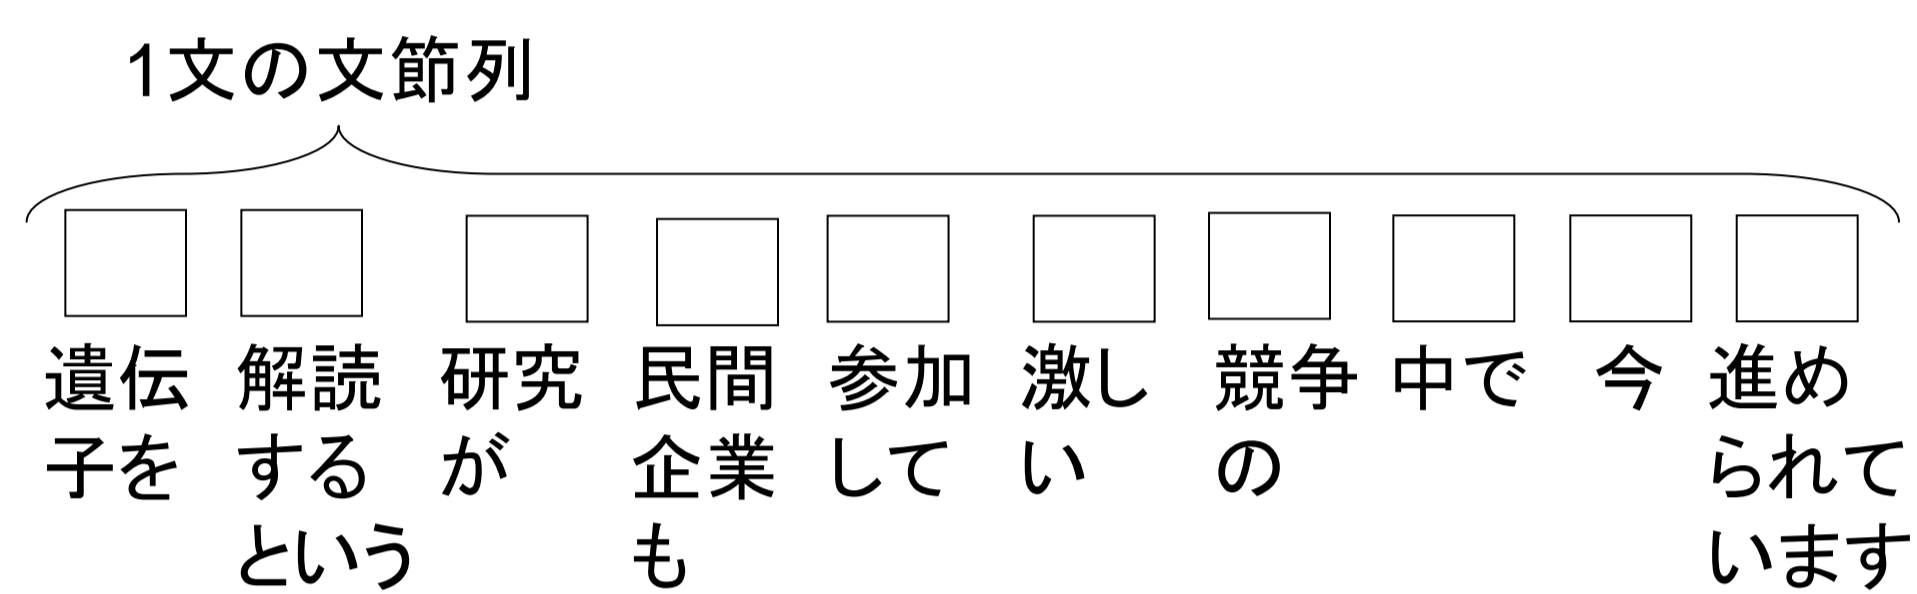 1文の文節列
遺伝
子を
解読
する
という
研究
が
民間
企業
も
参加
して
激し
い
競争
の
中で
今
進め
られて
います